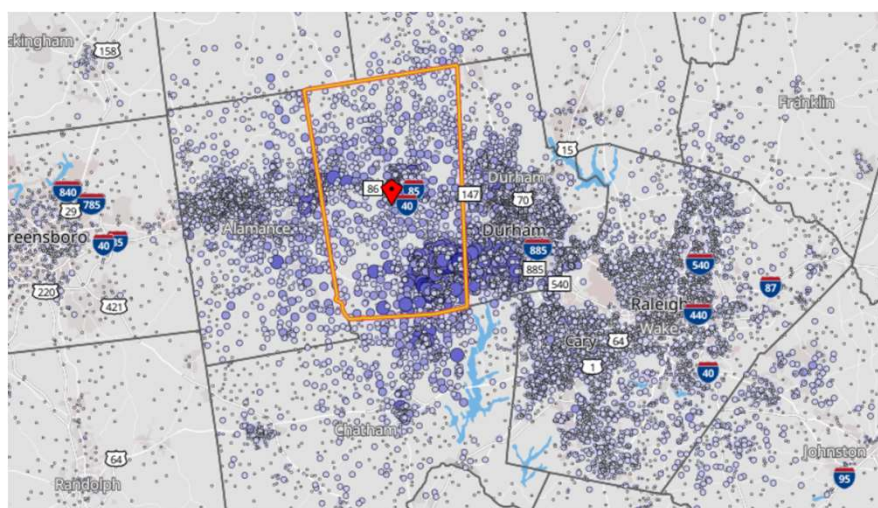 ckingham
158
Franklin
15
840
785
29
86
85
40
147
Durham
70
eensboro
40
85
Alamance
Durham
885
885
540
540
87
220
421
Raleigh
440
Wake
Cary
64
1
40
Chatham
64
Randolph
Johnston
95